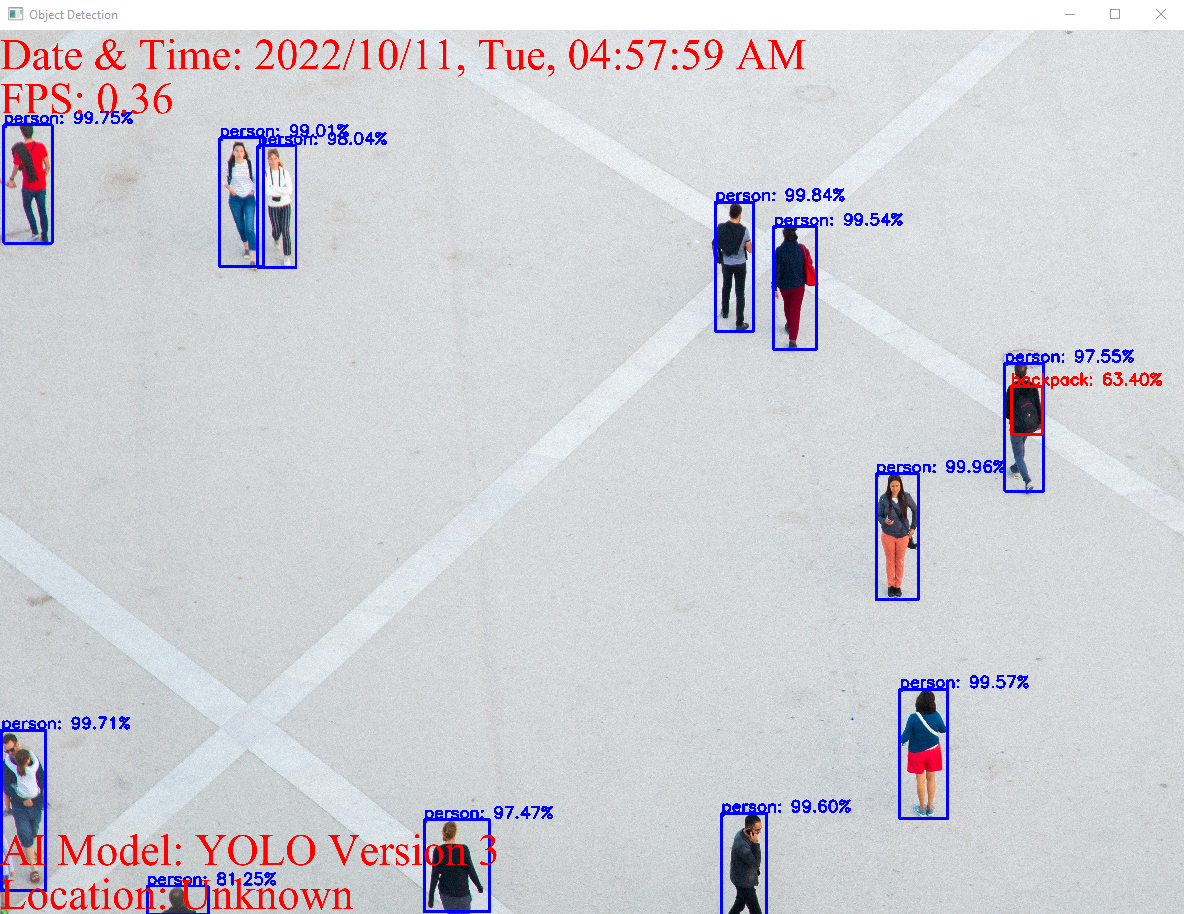 Object Detection
Date & Time: 2022/10/11, Tue, 04:57:59 AM
FPS: 0.36
person: 99.75%
person: 99.01%
person: 98.04%
person: 99.84%
person: 99.54%
person: 97.55%
backpack: 63.40%
person: 99.96%
person: 99.57%
person: 99.71%
person: 99.60%
person: 97.47%
AI Model: YOLO Version 3
person: 81.25%
Location: Unknown